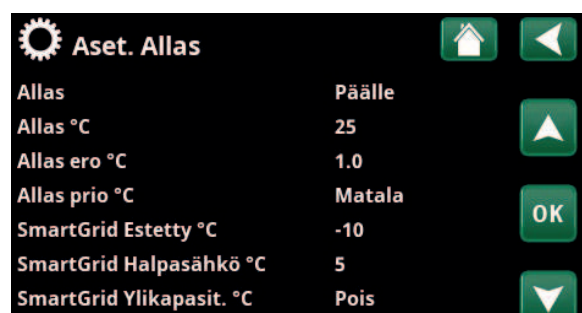 Aset. Allas
Allas Päälle
Allas °C 25
Allas ero °C 1.0
Allas prio °C Matala
SmartGrid Estetty °C -10
SmartGrid Halpasähkö °C 5
SmartGrid Ylikapasit. °C Pois
OK